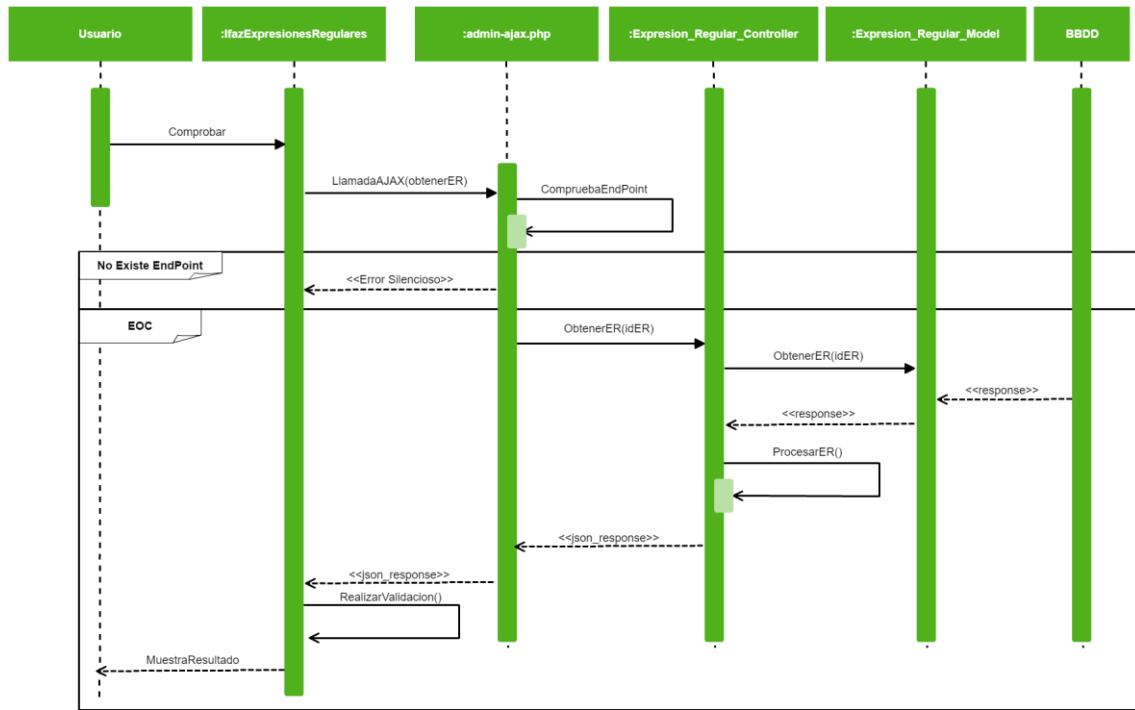 Usuario
:IfazExpresionesRegulares
:admin-ajax.php
:Expresion_Regular_Controller
:Expresion_Regular_Model
BBDD
Comprobar
LlamadaAJAX(obtenerER)
CompruebaEndPoint
No Existe EndPoint
<<Error Silencioso>>
EOC
ObtenerER(idER)
ObtenerER(idER)
<<response>>
<<response>>
ProcesarER()
<<json_response>>
<<json_response>>
RealizarValidacion()
MuestraResultado